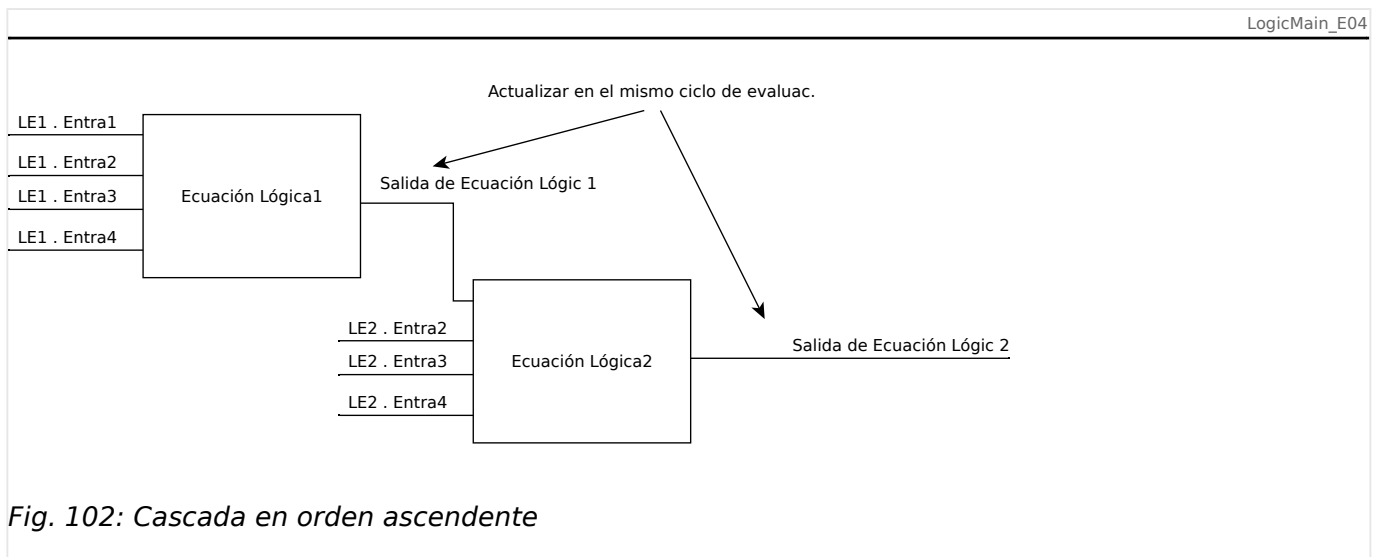 LogicMain_E04
Actualizar en el mismo ciclo de evaluac.
LE1 . Entra1
LE1 . Entra2
LE1 . Entra3
LE1 . Entra4
Ecuación Lógica1
Salida de Ecuación Lógic 1
LE2 . Entra2
LE2 . Entra3
LE2 . Entra4
Ecuación Lógica2
Salida de Ecuación Lógic 2
Fig. 102: Cascada en orden ascendente